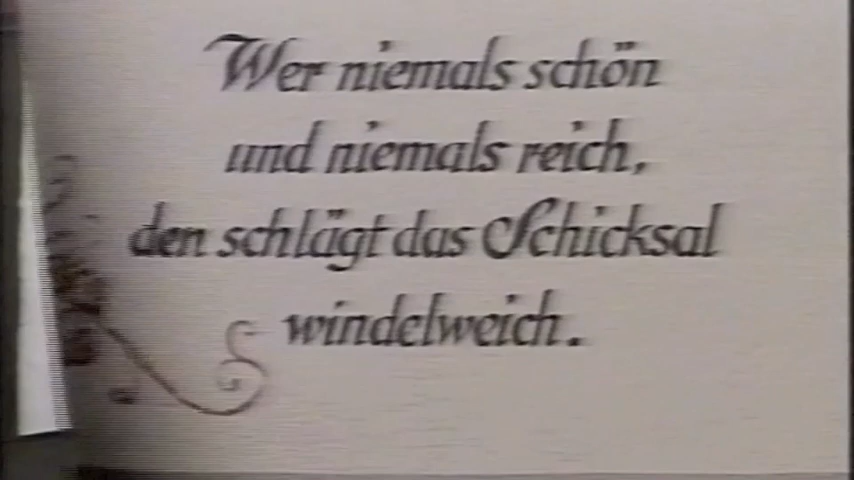 Wer niemals schön
und niemals reich,
den schlägt das Schicksal
windelweich.